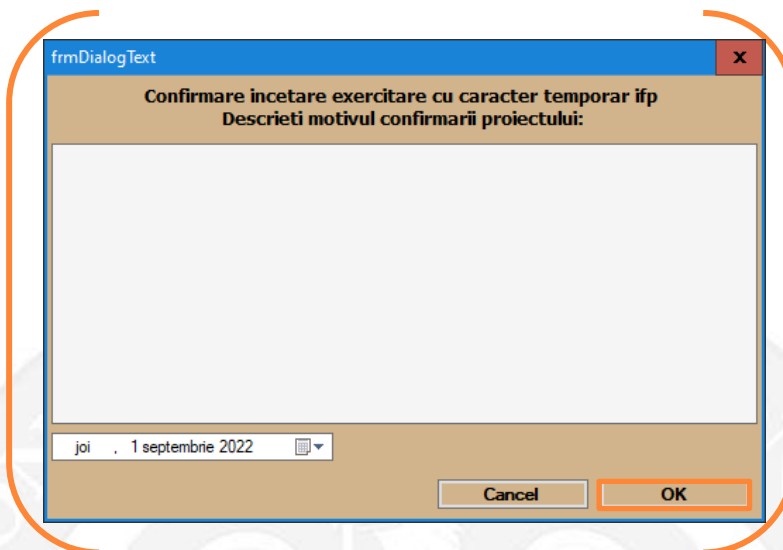 frmDialogText
x
Confirmare incetare exercitare cu caracter temporar ifp
Descrieti motivul confirmarii proiectului:
joi , 1 septembrie 2022
Cancel OK